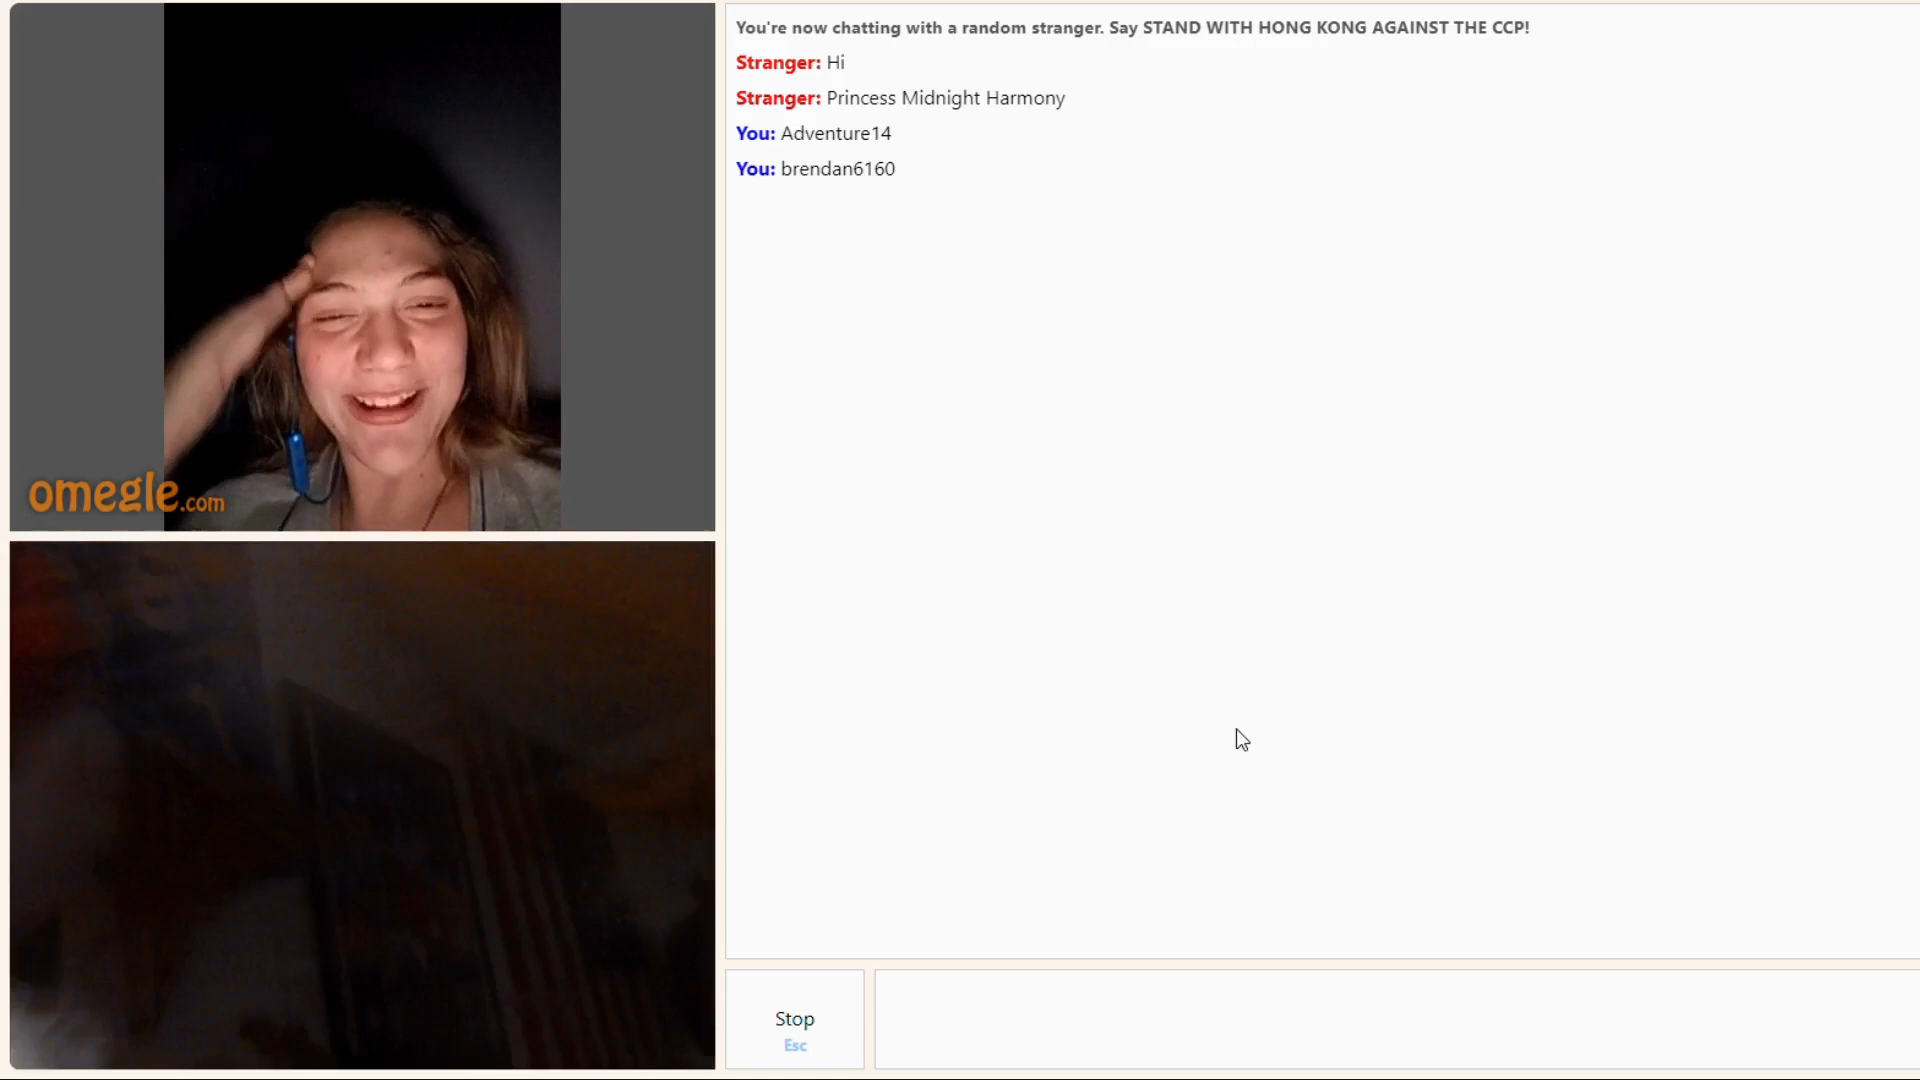 You're now chatting with a random stranger. Say STAND WITH HONG KONG AGAINST THE CCP!
Stranger: Hi
Stranger: Princess Midnight Harmony
You: Adventure14
You: brendan6160
omegle.com
Stop
Esc